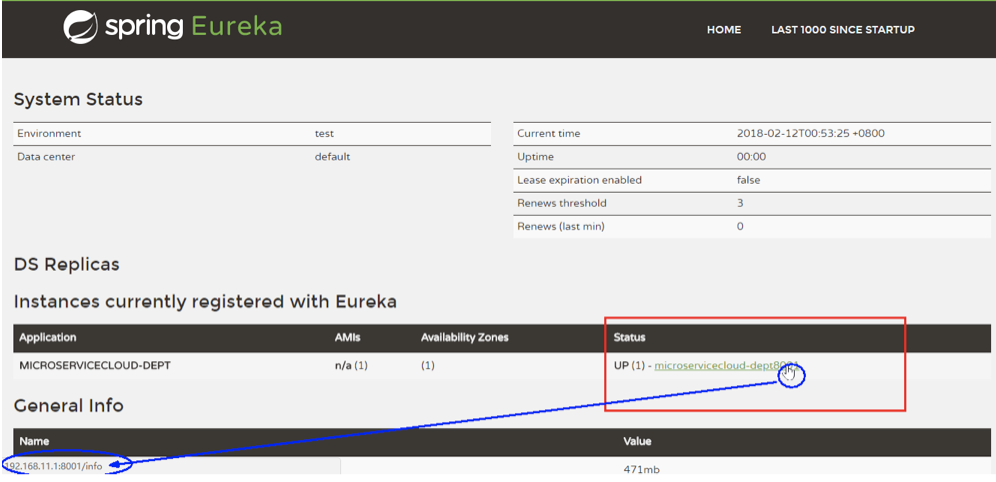 spring Eureka
HOME LAST 1000 SINCE STARTUP
System Status
Environment test
Data center default
Current time 2018-02-12T00:53:25 +0800
Uptime 00:00
Lease expiration enabled false
Renews threshold 3
Renews (last min) 0
DS Replicas
Instances currently registered with Eureka
Application AMIs Availability Zones Status
MICROSERVICECLOUD-DEPT n/a (1) (1) UP (1) - microservicecloud-dept8001
General Info
Name Value
192.168.11.1:8001/info 471mb